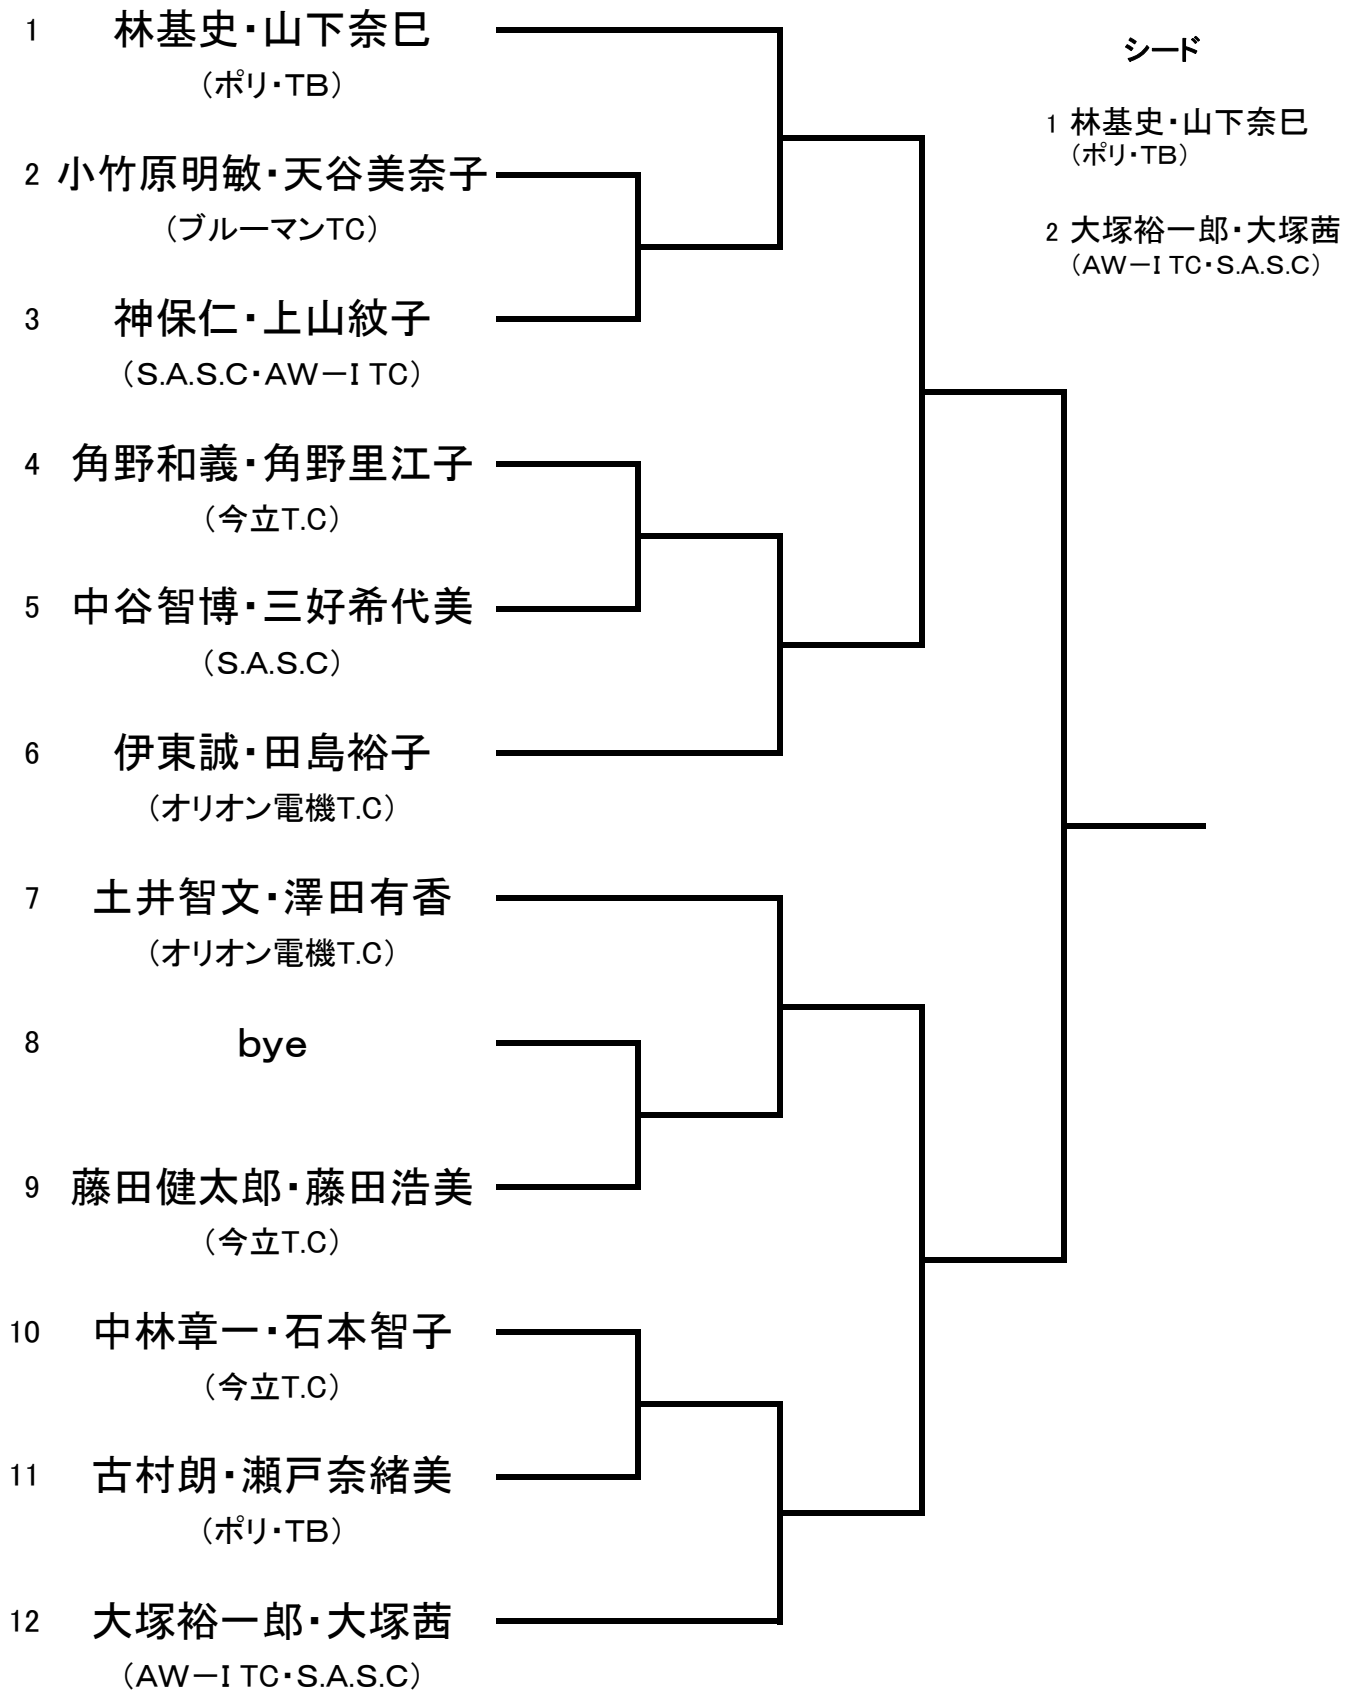 1 林基史・山下奈巳
（ポリ・TB）
2 小竹原明敏・天谷美奈子
（ブルーマンTC）
3 神保仁・上山紋子
（S.A.S.C・AW－I TC）
4 角野和義・角野里江子
（今立T.C）
5 中谷智博・三好希代美
（S.A.S.C）
6 伊東誠・田島裕子
（オリオン電機T.C）
7 土井智文・澤田有香
（オリオン電機T.C）
8 bye
9 藤田健太郎・藤田浩美
（今立T.C）
10 中林章一・石本智子
（今立T.C）
11 古村朗・瀬戸奈緒美
（ポリ・TB）
12 大塚裕一郎・大塚茜
（AW－I TC・S.A.S.C）
シード
1 林基史・山下奈巳
（ポリ・TB）
2 大塚裕一郎・大塚茜
（AW－I TC・S.A.S.C）